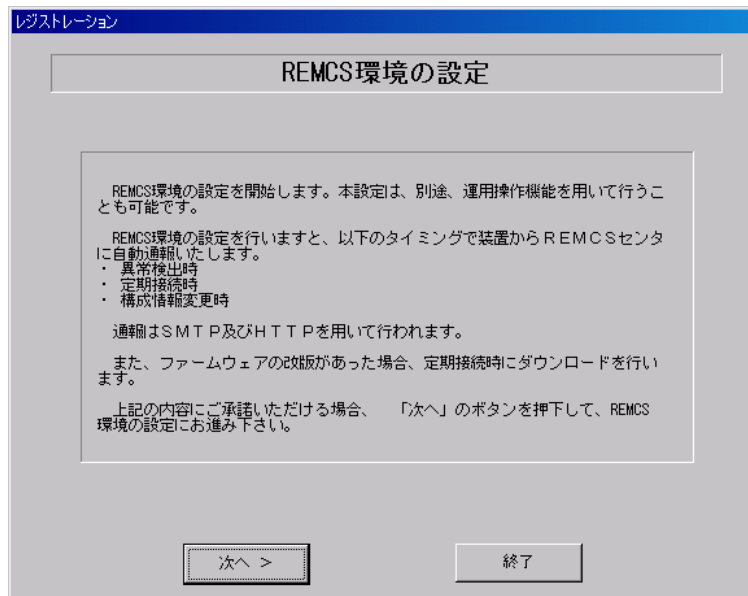 レジストレーション
REMCS環境の設定
REMCS環境の設定を開始します。本設定は、別途、運用操作機能を用いて行うこ
とも可能です。
REMCS環境の設定を行いますと、以下のタイミングで装置からＲＥＭＣＳセンタ
に自動通報いたします。
・ 異常検出時
・ 定期接続時
・ 構成情報変更時
通報はＳＭＴＰ及びＨＴＴＰを用いて行われます。
また、ファームウェアの改版があった場合、定期接続時にダウンロードを行い
ます。
上記の内容にご承諾いただける場合、　「次へ」のボタンを押下して、REMCS
環境の設定にお進み下さい。
次へ >
終了